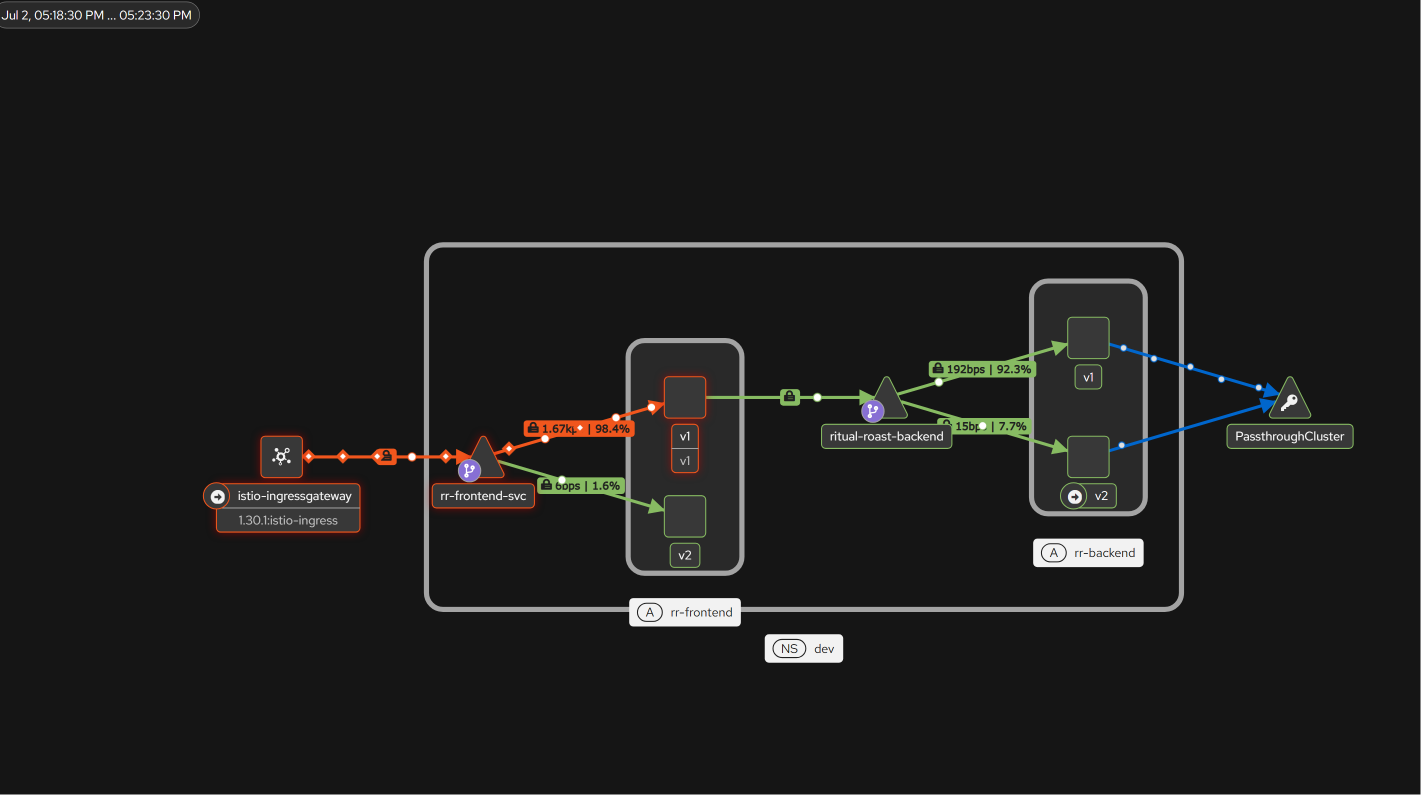 Jul 2, 05:18:30 PM ... 05:23:30 PM
istio-ingressgateway
1.30.1:istio-ingress
rr-frontend-svc
98.4%
1.6%
v1
v1
v2
A rr-frontend
ritual-roast-backend
192bps | 92.3%
15bps | 7.7%
v1
v2
A rr-backend
PassthroughCluster
NS dev